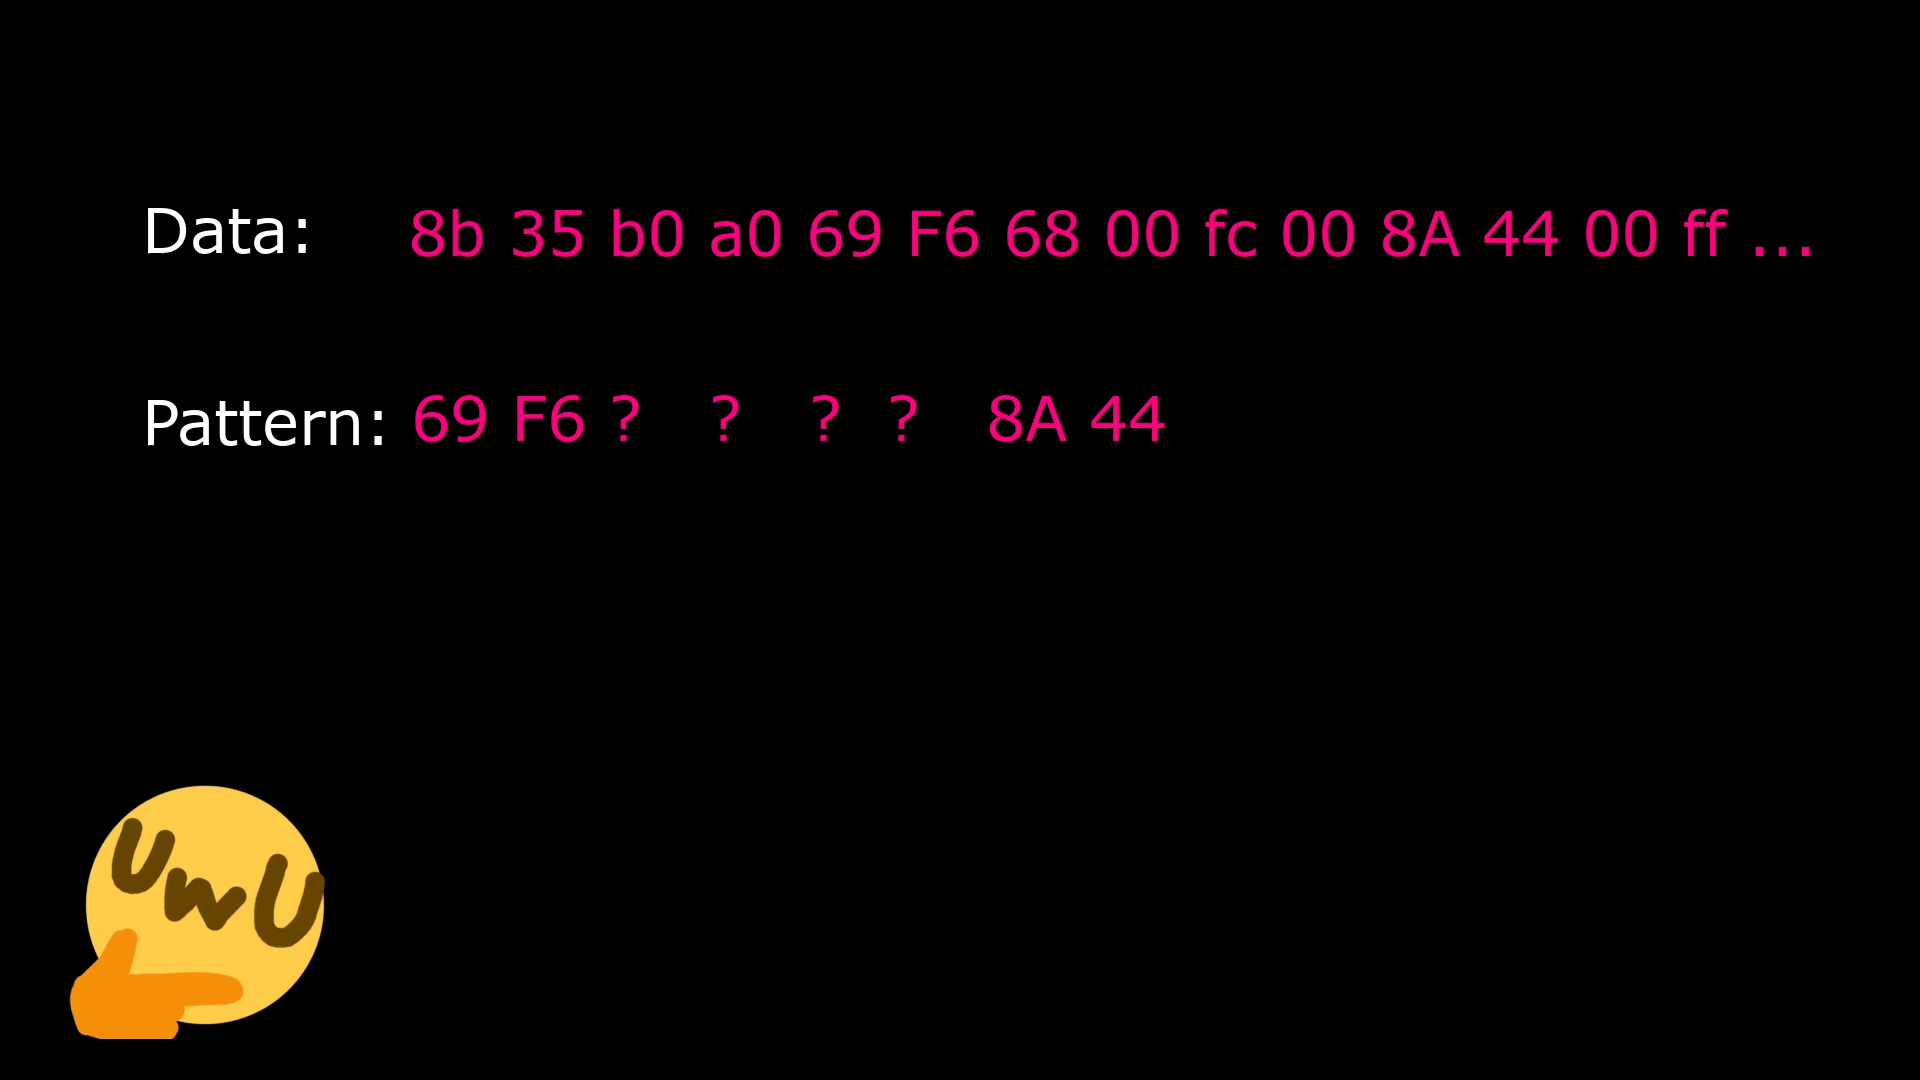 Data: 8b 35 b0 a0 69 F6 68 00 fc 00 8A 44 00 ff ...
Pattern: 69 F6 ? ? ? ? 8A 44
UwU